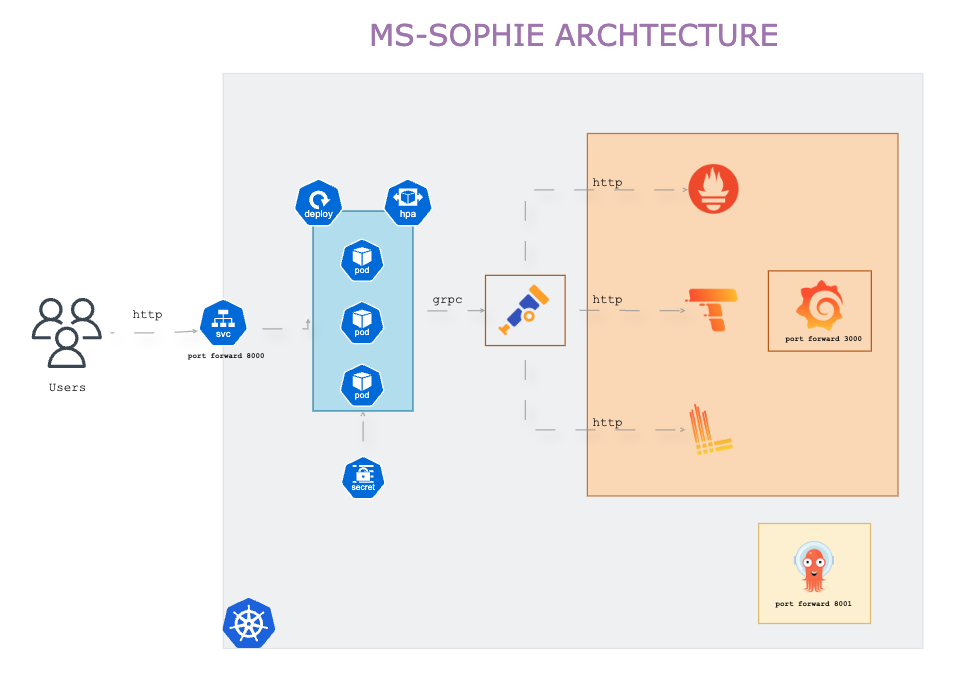 MS-SOPHIE ARCHTECTURE
http
deploy
hpa
pod
grpc
http
svc
pod
http
port forward 3000
port forward 8000
Users
pod
http
secret
port forward 8001